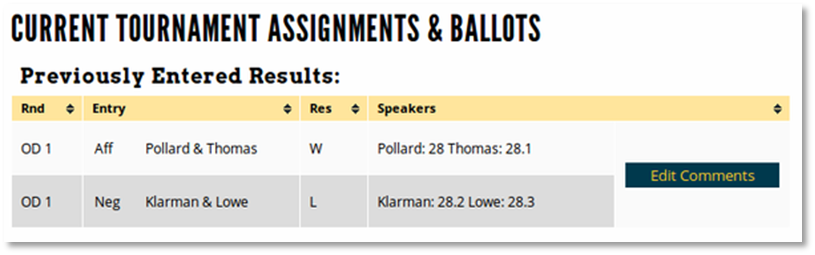 CURRENT TOURNAMENT ASSIGNMENTS & BALLOTS
Previously Entered Results:
Rnd Entry Res Speakers
OD 1 Aff Pollard & Thomas W Pollard: 28 Thomas: 28.1
Edit Comments
OD 1 Neg Klarman & Lowe L Klarman: 28.2 Lowe: 28.3